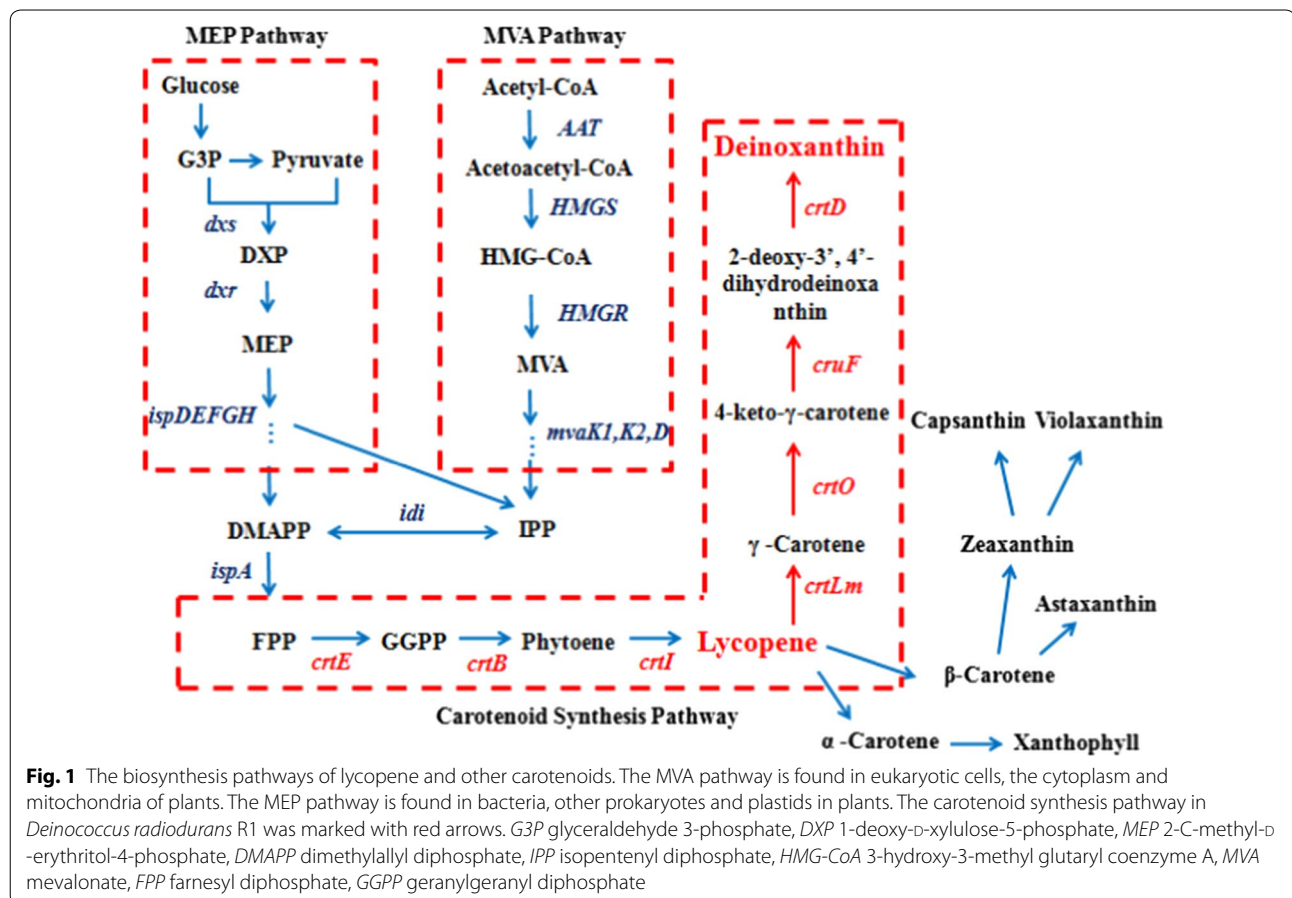 MEP Pathway
MVA Pathway
Glucose
G3P
Pyruvate
dxs
DXP
dxr
MEP
ispDEFGH
Acetyl-CoA
AAT
Acetoacetyl-CoA
HMGS
HMG-CoA
HMGR
MVA
mvaK1,K2,D
DMAPP
idi
IPP
ispA
FPP
crtE
GGPP
crtB
Phytoene
crtI
Lycopene
crtLm
γ -Carotene
crtO
4-keto-γ-carotene
cruF
2-deoxy-3’, 4’-
dihydrodeinoxa
nthin
crtD
Deinoxanthin
Capsanthin
Violaxanthin
Zeaxanthin
Astaxanthin
β-Carotene
α -Carotene
Xanthophyll
Carotenoid Synthesis Pathway
Fig. 1 The biosynthesis pathways of lycopene and other carotenoids. The MVA pathway is found in eukaryotic cells, the cytoplasm and
mitochondria of plants. The MEP pathway is found in bacteria, other prokaryotes and plastids in plants. The carotenoid synthesis pathway in
Deinococcus radiodurans R1 was marked with red arrows. G3P glyceraldehyde 3-phosphate, DXP 1-deoxy-D-xylulose-5-phosphate, MEP 2-C-methyl-D
-erythritol-4-phosphate, DMAPP dimethylallyl diphosphate, IPP isopentenyl diphosphate, HMG-CoA 3-hydroxy-3-methyl glutaryl coenzyme A, MVA
mevalonate, FPP farnesyl diphosphate, GGPP geranylgeranyl diphosphate